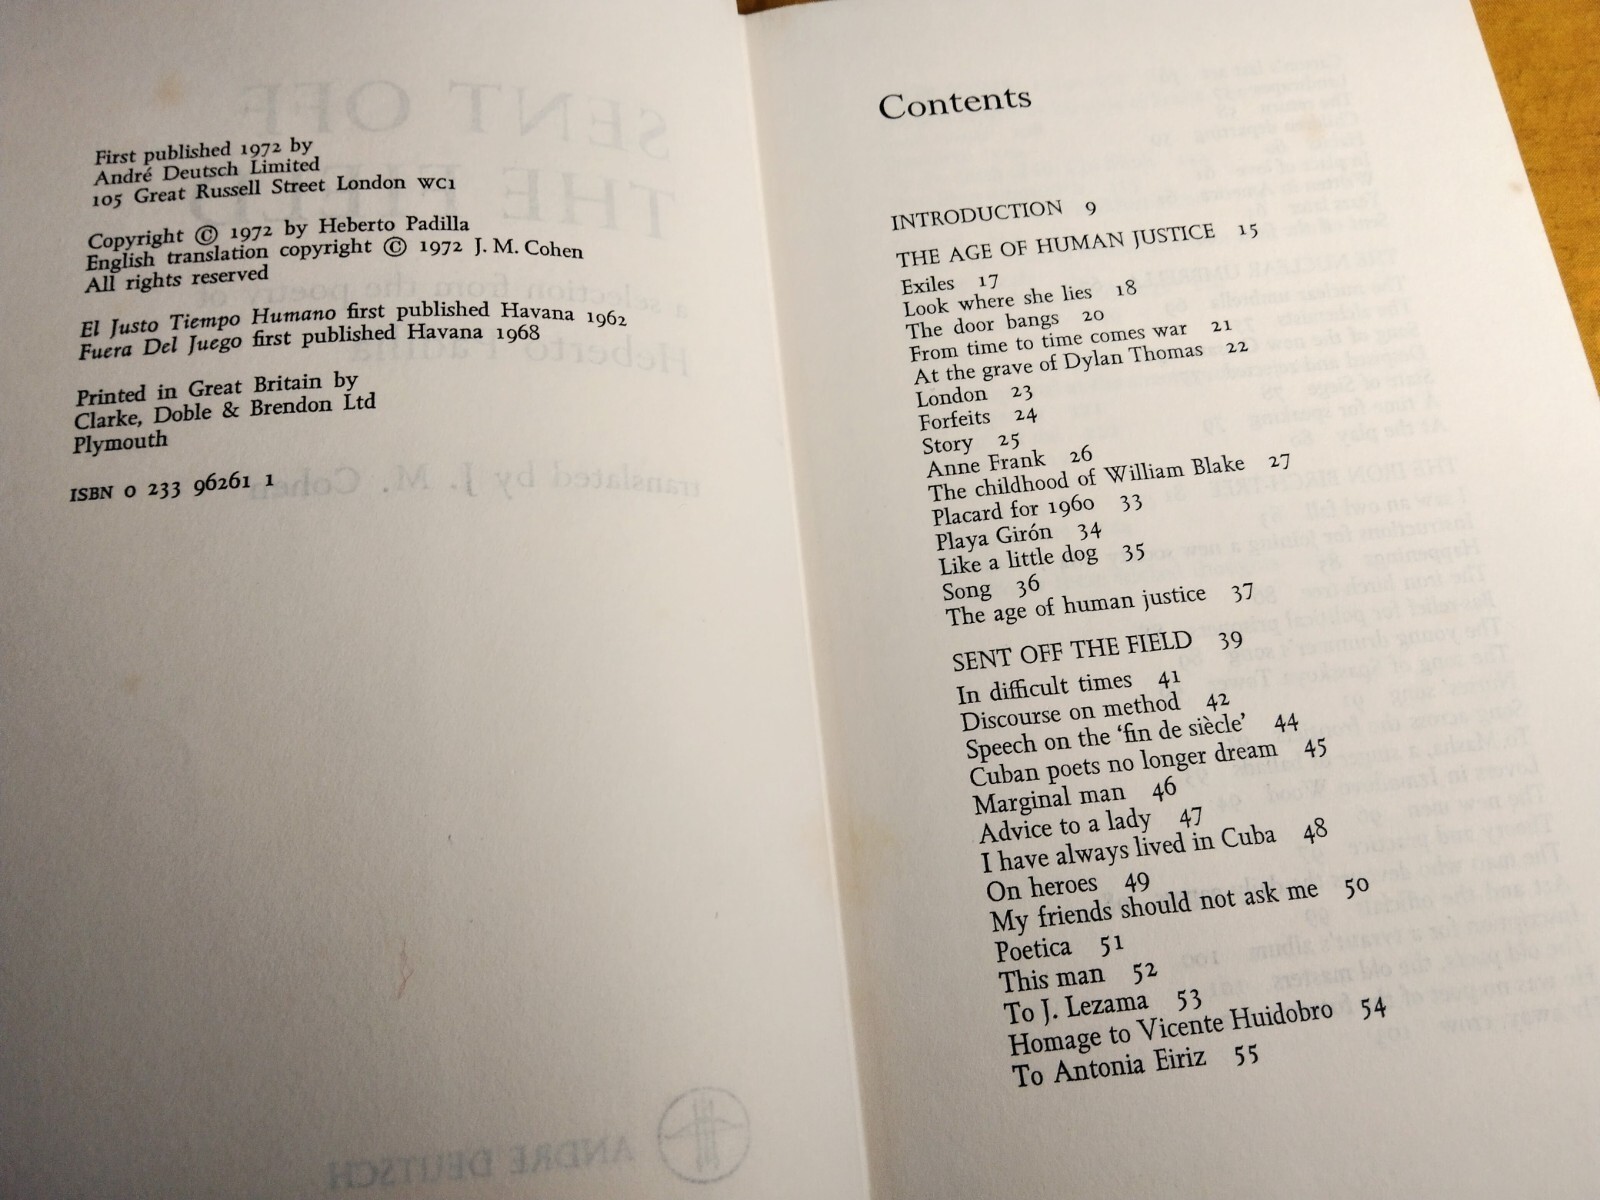 First published 1972 by
André Deutsch Limited
105 Great Russell Street London WC1
Copyright © 1972 by Heberto Padilla
English translation copyright © 1972 J. M. Cohen
All rights reserved
El Justo Tiempo Humano first published Havana 1962
Fuera Del Juego first published Havana 1968
Printed in Great Britain by
Clarke, Doble & Brendon Ltd
Plymouth
ISBN 0 233 96261 1
Contents
INTRODUCTION 9
THE AGE OF HUMAN JUSTICE 15
Exiles 17
Look where she lies 18
The door bangs 20
From time to time comes war 21
At the grave of Dylan Thomas 22
London 23
Forfeits 24
Story 25
Anne Frank 26
The childhood of William Blake 27
Placard for 1960 33
Playa Girón 34
Like a little dog 35
Song 36
The age of human justice 37
SENT OFF THE FIELD 39
In difficult times 41
Discourse on method 42
Speech on the 'fin de siècle' 44
Cuban poets no longer dream 45
Marginal man 46
Advice to a lady 47
I have always lived in Cuba 48
On heroes 49
My friends should not ask me 50
Poetica 51
This man 52
To J. Lezama 53
Homage to Vicente Huidobro 54
To Antonia Eiriz 55